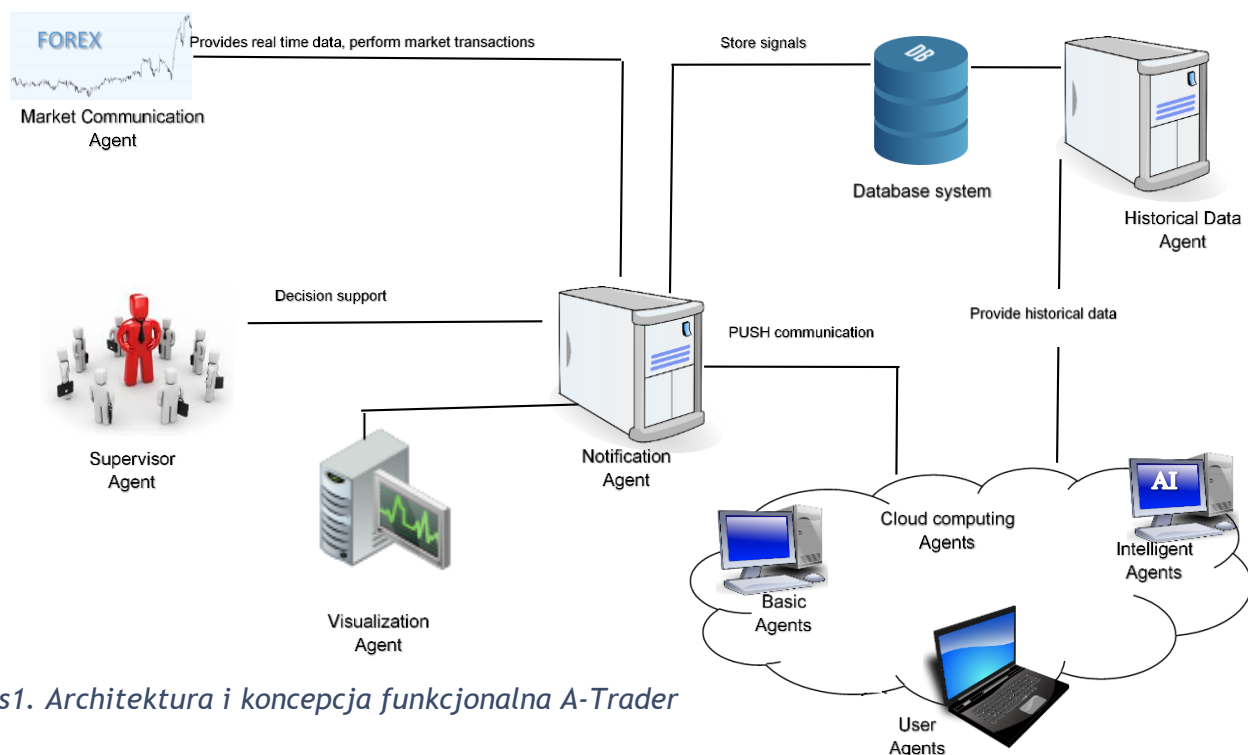 FOREX
Provides real time data, perform market transactions
Market Communication
Agent
Store signals
DB
Database system
Historical Data
Agent
Decision support
Supervisor
Agent
PUSH communication
Provide historical data
Notification
Agent
Visualization
Agent
Cloud computing
Agents
AI
Intelligent
Agents
Basic
Agents
User
Agents
s1. Architektura i koncepcja funkcjonalna A-Trader